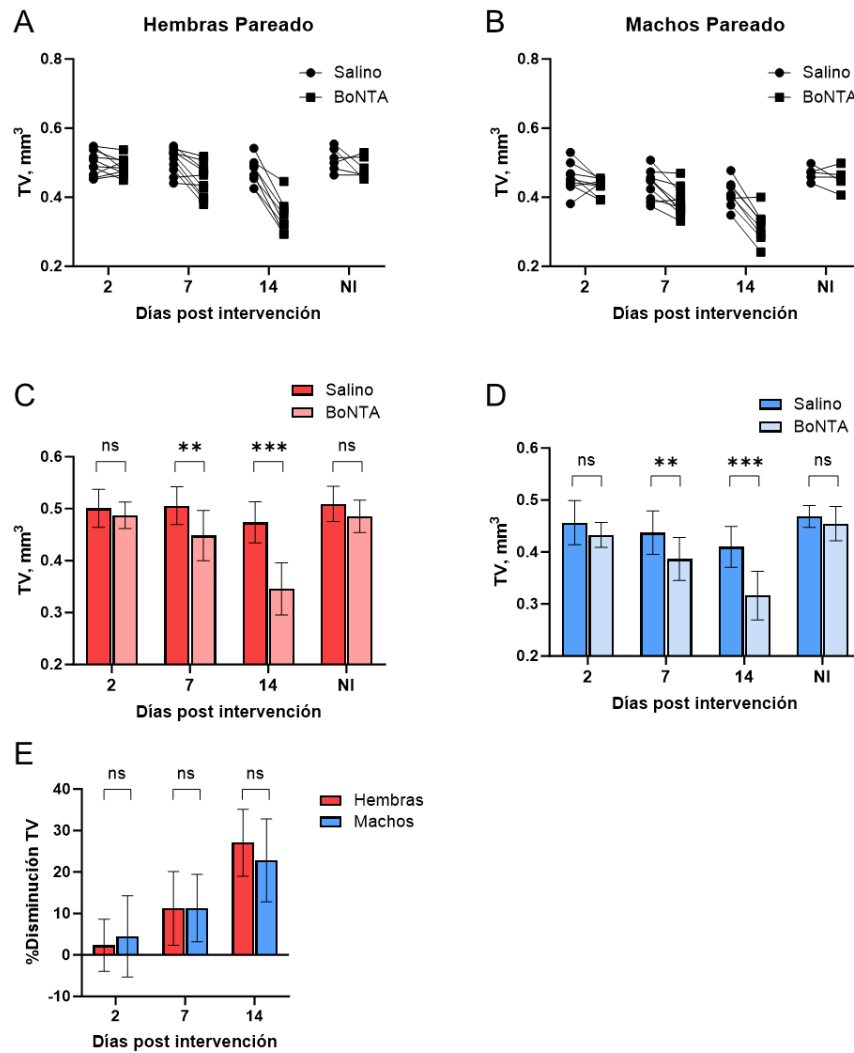 A
Hembras Pareado
Salino
BoNTA
TV, mm³
0.8
0.6
0.4
0.2
2
7
14
NI
Días post intervención
B
Machos Pareado
Salino
BoNTA
TV, mm³
0.8
0.6
0.4
0.2
2
7
14
NI
Días post intervención
C
Salino
BoNTA
ns
**
***
ns
TV, mm³
0.6
0.5
0.4
0.3
0.2
2
7
14
NI
Días post intervención
D
Salino
BoNTA
ns
**
***
ns
TV, mm³
0.6
0.5
0.4
0.3
0.2
2
7
14
NI
Días post intervención
E
ns
ns
ns
Hembras
Machos
%Disminución TV
40
30
20
10
0
-10
2
7
14
Días post intervención